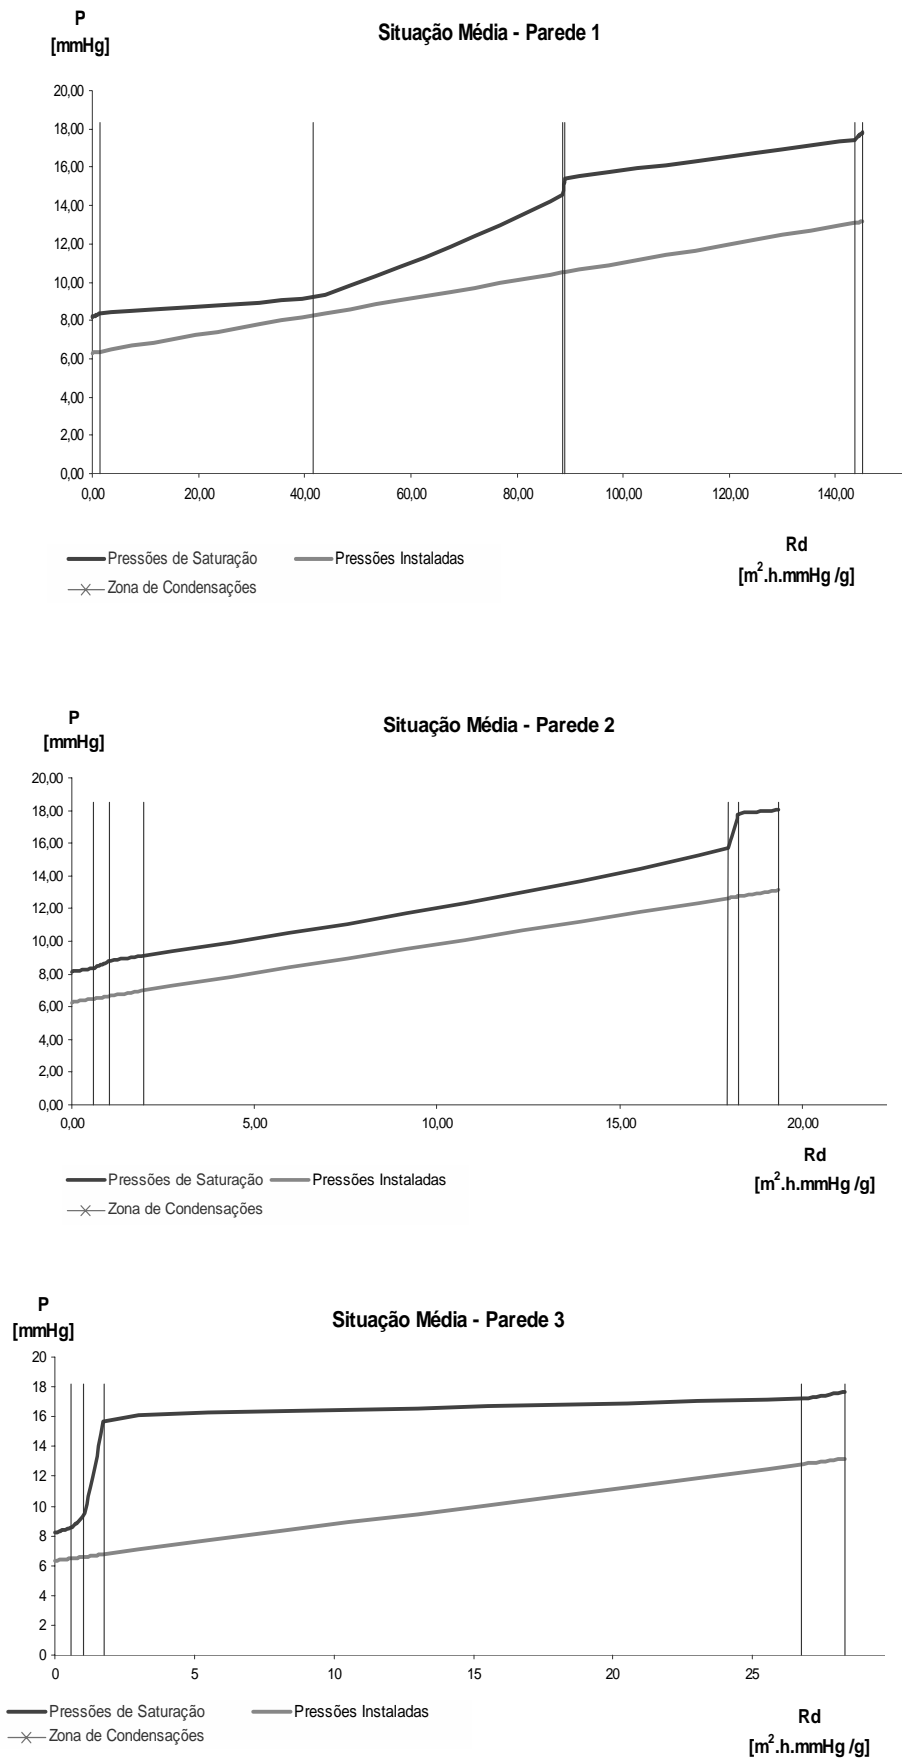 P
[mmHg]
Situação Média - Parede 1
20,00
18,00
16,00
14,00
12,00
10,00
8,00
6,00
4,00
2,00
0,00
0,00 20,00 40,00 60,00 80,00 100,00 120,00 140,00
Rd
[m².h.mmHg /g]
Pressões de Saturação Pressões Instaladas
Zona de Condensações
P
[mmHg]
Situação Média - Parede 2
20,00
18,00
16,00
14,00
12,00
10,00
8,00
6,00
4,00
2,00
0,00
0,00 5,00 10,00 15,00 20,00
Rd
[m².h.mmHg /g]
Pressões de Saturação Pressões Instaladas
Zona de Condensações
P
[mmHg]
Situação Média - Parede 3
20
18
16
14
12
10
8
6
4
2
0
0 5 10 15 20 25
Pressões de Saturação Pressões Instaladas
Zona de Condensações
Rd
[m².h.mmHg /g]